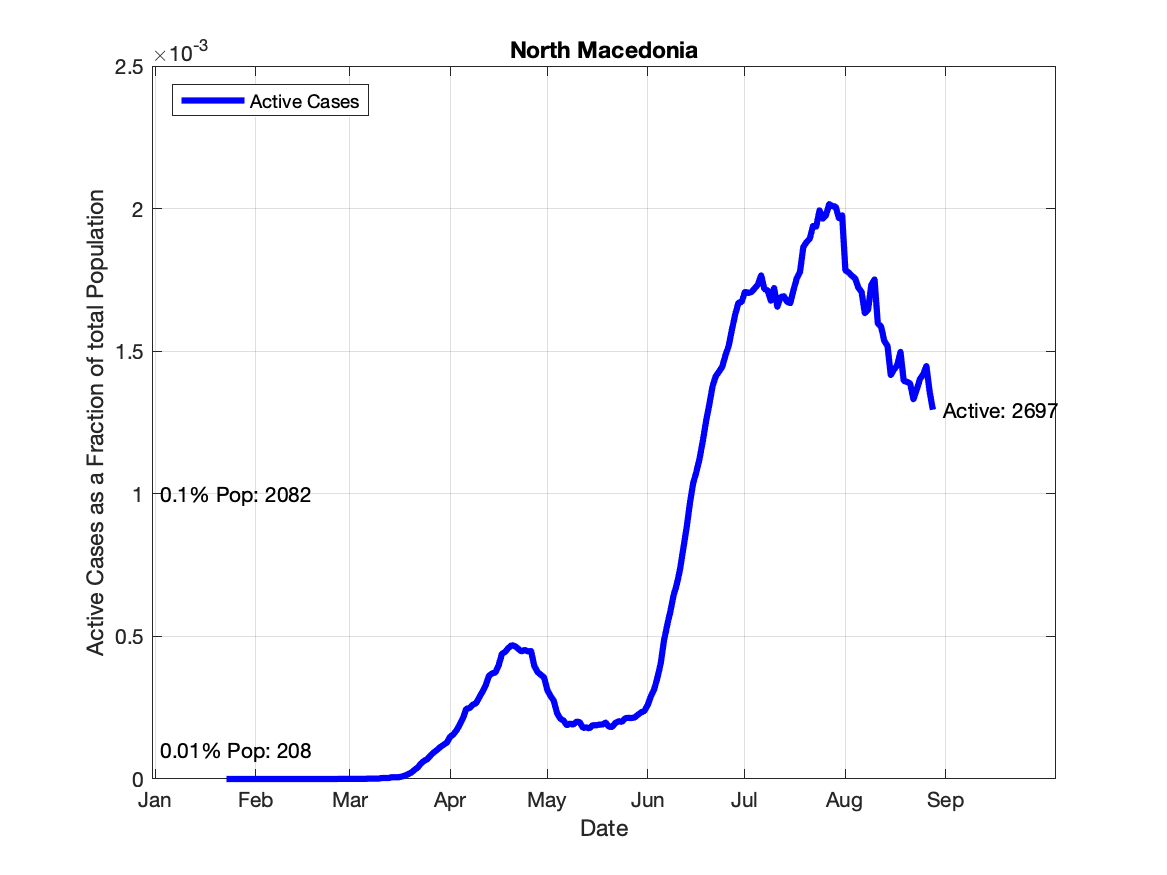 North Macedonia
×10-3
2.5
2
1.5
1
0.5
0
Active Cases as a Fraction of total Population
Active Cases
Active: 2697
0.1% Pop: 2082
0.01% Pop: 208
Jan Feb Mar Apr May Jun Jul Aug Sep
Date